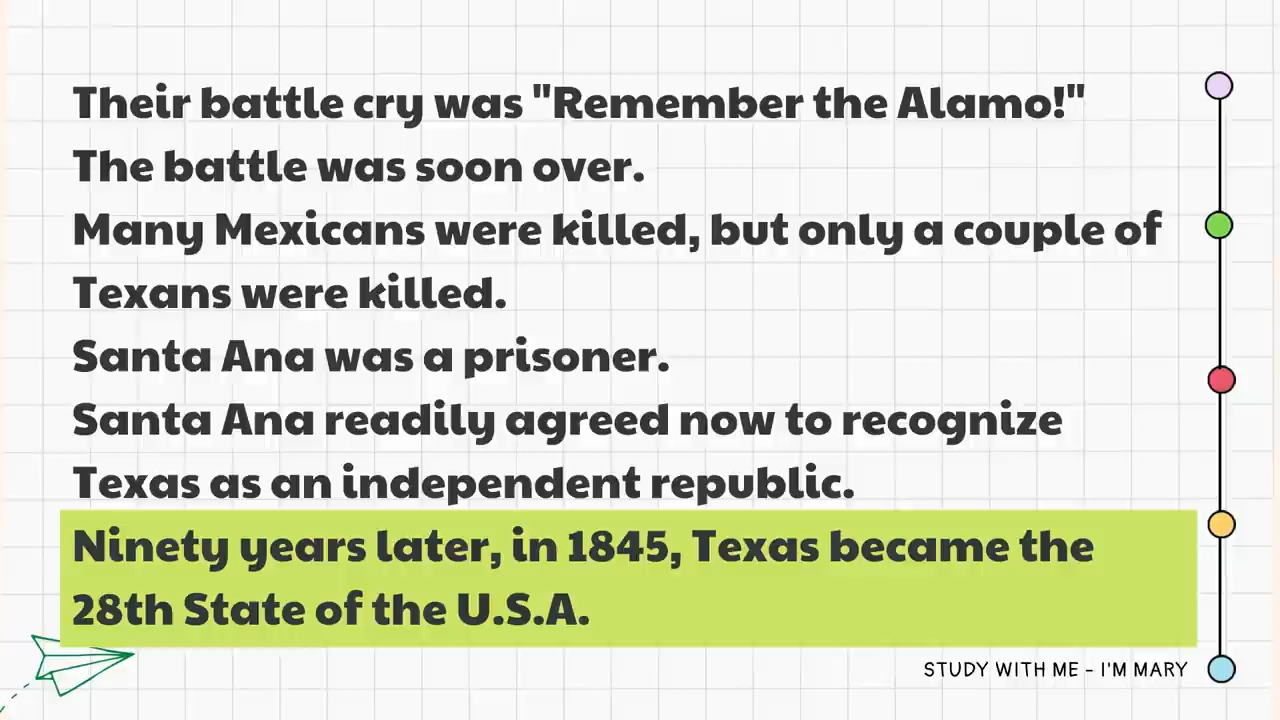 Their battle cry was "Remember the Alamo!"
The battle was soon over.
Many Mexicans were killed, but only a couple of
Texans were killed.
Santa Ana was a prisoner.
Santa Ana readily agreed now to recognize
Texas as an independent republic.
Ninety years later, in 1845, Texas became the
28th State of the U.S.A.
STUDY WITH ME - I'M MARY